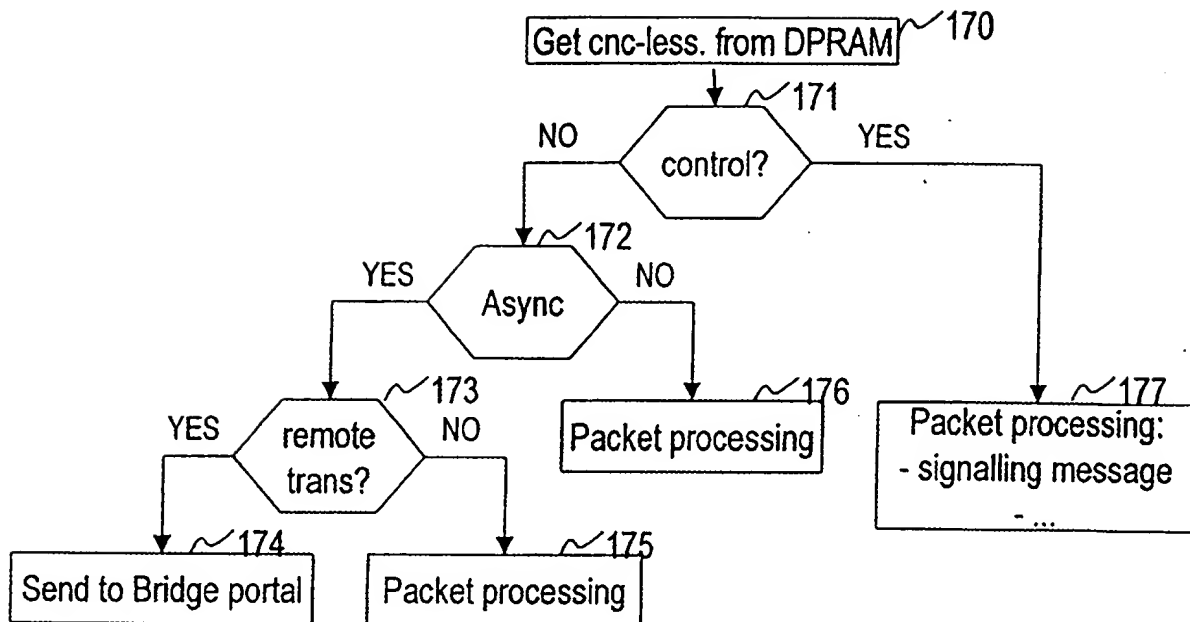 Get cnc-less. from DPRAM
170
171
NO
control?
YES
172
YES
Async
NO
173
YES
remote
trans?
NO
176
Packet processing
177
Packet processing:
- signalling message
- ...
174
Send to Bridge portal
175
Packet processing